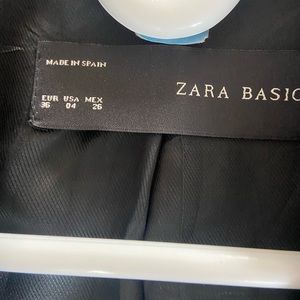 MADE IN SPAIN
ZARA BASIC
EUR USA MEX
36 04 26